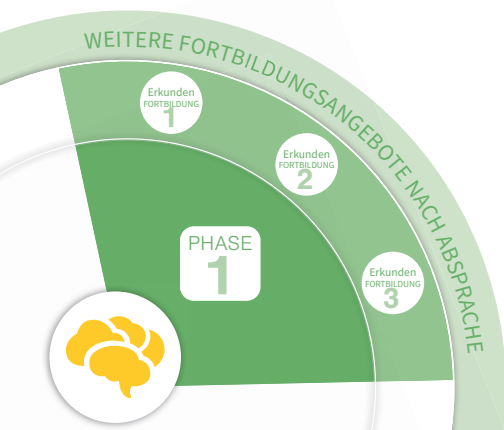 WEITERE FORTBILDUNGSANGEBOTE NACH ABSPRACHE
Erkunden
FORTBILDUNG
1
Erkunden
FORTBILDUNG
2
PHASE
1
Erkunden
FORTBILDUNG
3